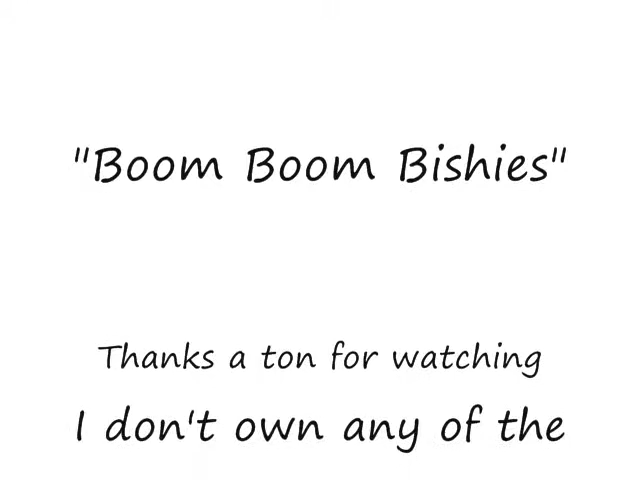 "Boom Boom Bishies"
Thanks a ton for watching
I don't own any of the